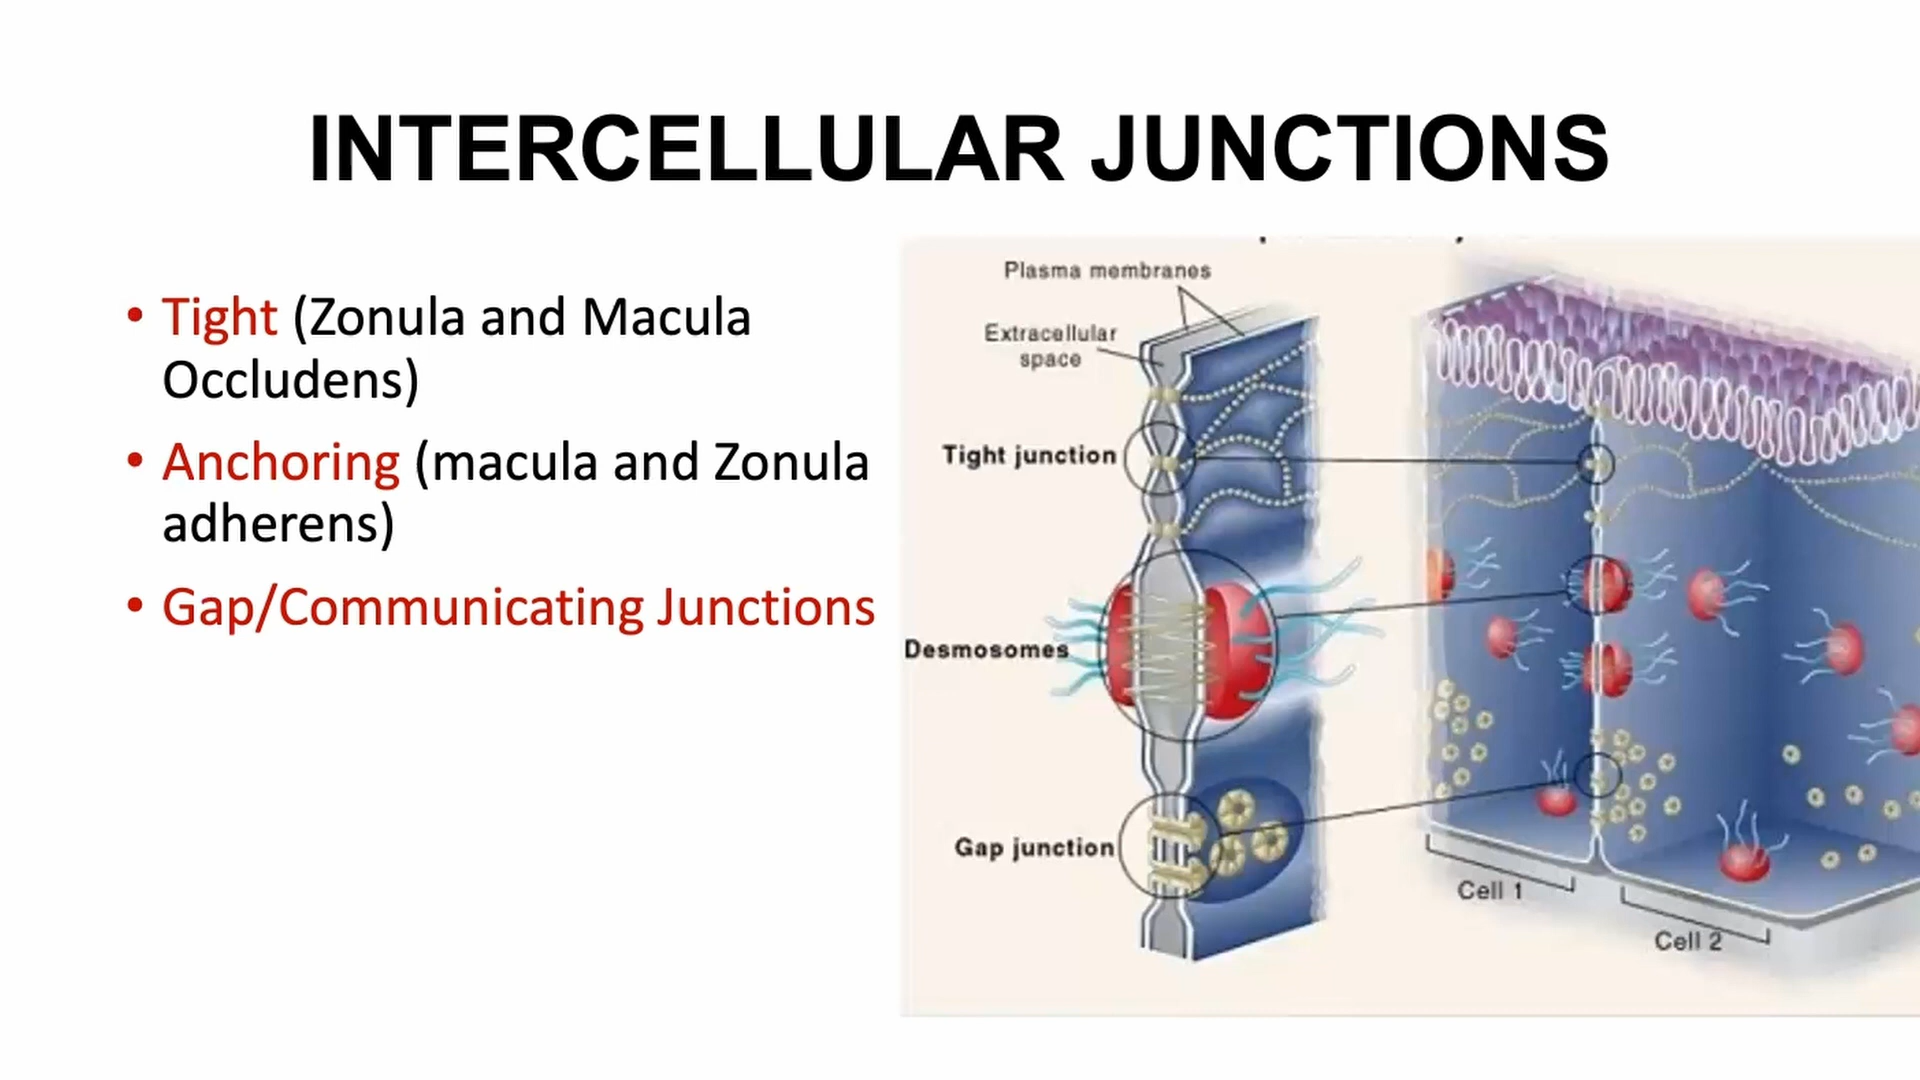 INTERCELLULAR JUNCTIONS
• Tight (Zonula and Macula
Occludens)
• Anchoring (macula and Zonula
adherens)
• Gap/Communicating Junctions
Plasma membranes
Extracellular
space
Tight junction
Desmosomes
Gap junction
Cell 1
Cell 2